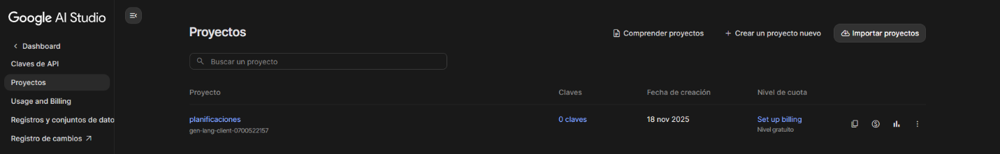 Google AI Studio
Dashboard
Claves de API
Proyectos
Usage and Billing
Registros y conjuntos de dato
Registro de cambios
Proyectos
Comprender proyectos
Crear un proyecto nuevo
Importar proyectos
Buscar un proyecto
Proyecto Claves Fecha de creación Nivel de cuota
planificaciones 0 claves 18 nov 2025 Set up billing
gen-lang-client-0700522157 Nivel gratuito